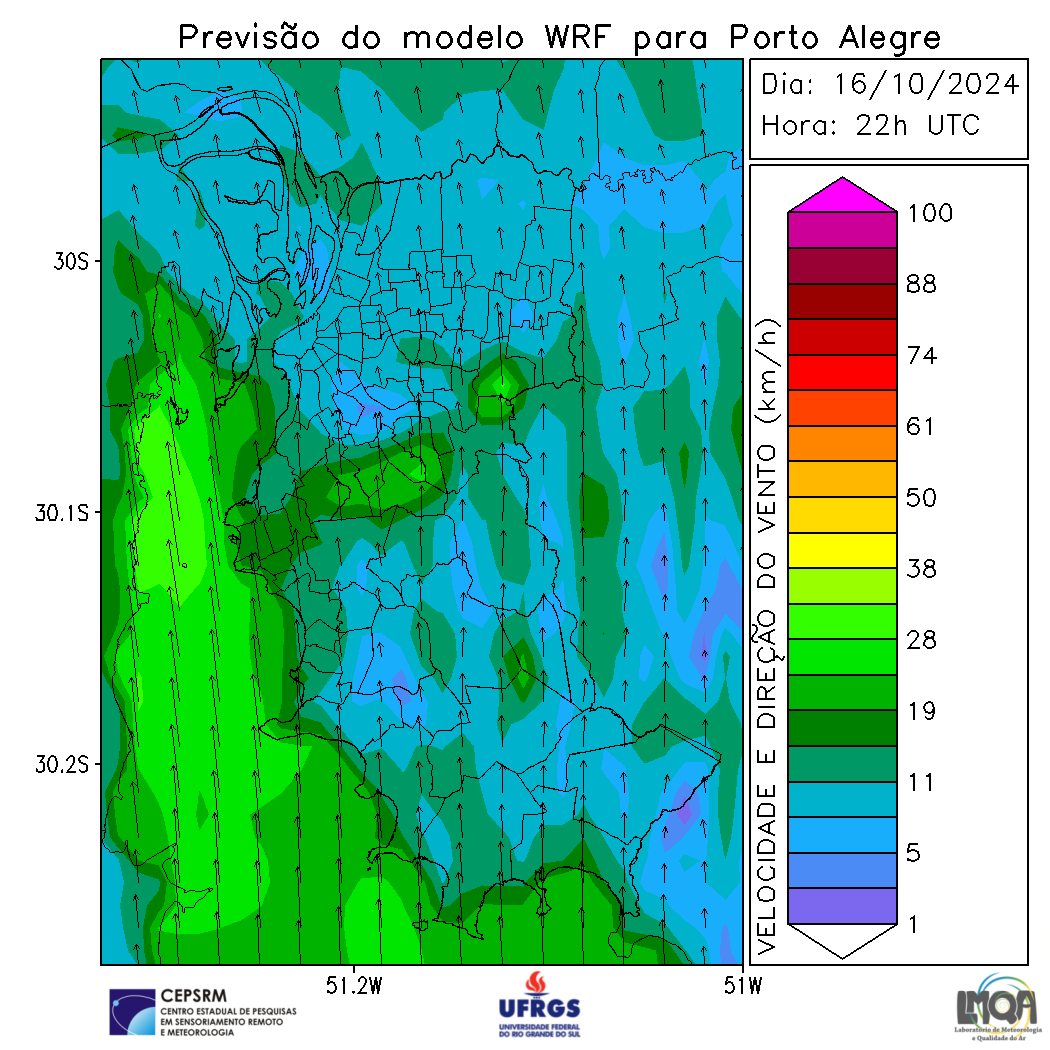 Previsão do modelo WRF para Porto Alegre
Dia: 16/10/2024
Hora: 22h UTC
30S
30.1S
30.2S
51.2W
51W
VELOCIDADE E DIREÇÃO DO VENTO (km/h)
100
88
74
61
50
38
28
19
11
5
1
CEPSRM
CENTRO ESTADUAL DE PESQUISAS
EM SENSORIAMENTO REMOTO
E METEOROLOGIA
UFRGS
UNIVERSIDADE FEDERAL
DO RIO GRANDE DO SUL
LMQA
Laboratório de Meteorologia
e Qualidade do Ar